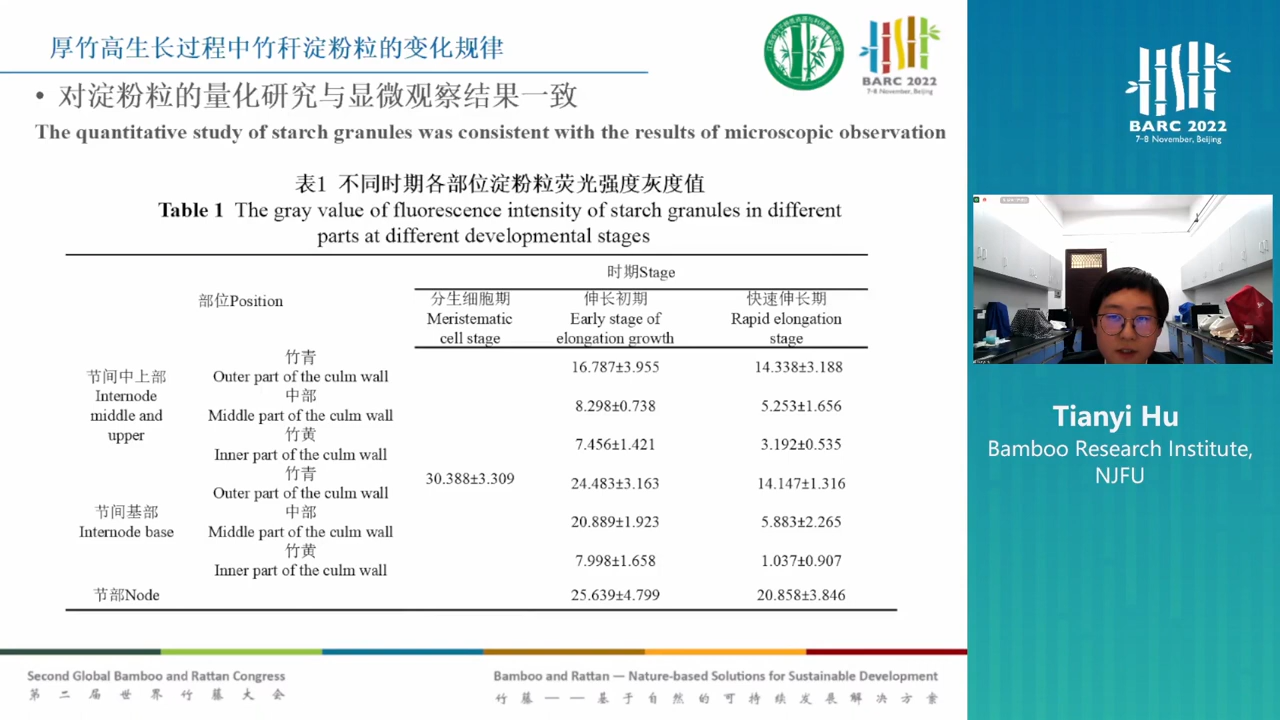 厚竹高生长过程中竹秆淀粉粒的变化规律
BARC 2022
7-8 November, Beijing
• 对淀粉粒的量化研究与显微观察结果一致
The quantitative study of starch granules was consistent with the results of microscopic observation
表1 不同时期各部位淀粉粒荧光强度灰度值
Table 1 The gray value of fluorescence intensity of starch granules in different
parts at different developmental stages
部位Position
时期Stage
分生细胞期
Meristematic
cell stage
伸长初期
Early stage of
elongation growth
快速伸长期
Rapid elongation
stage
节间中上部
Internode
middle and
upper
竹青
Outer part of the culm wall
16.787±3.955
14.338±3.188
中部
Middle part of the culm wall
8.298±0.738
5.253±1.656
竹黄
Inner part of the culm wall
7.456±1.421
3.192±0.535
30.388±3.309
节间基部
Internode base
竹青
Outer part of the culm wall
24.483±3.163
14.147±1.316
中部
Middle part of the culm wall
20.889±1.923
5.883±2.265
竹黄
Inner part of the culm wall
7.998±1.658
1.037±0.907
节部Node
25.639±4.799
20.858±3.846
Second Global Bamboo and Rattan Congress
第二届世界竹藤大会
Bamboo and Rattan — Nature-based Solutions for Sustainable Development
竹藤——基于自然的可持续发展解决方案
BARC 2022
7-8 November, Beijing
Tianyi Hu
Bamboo Research Institute,
NJFU